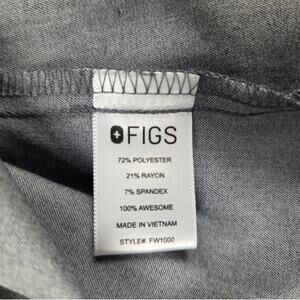 FIGS
72% POLYESTER
21% RAYON
7% SPANDEX
100% AWESOME
MADE IN VIETNAM
STYLE#: FW1000